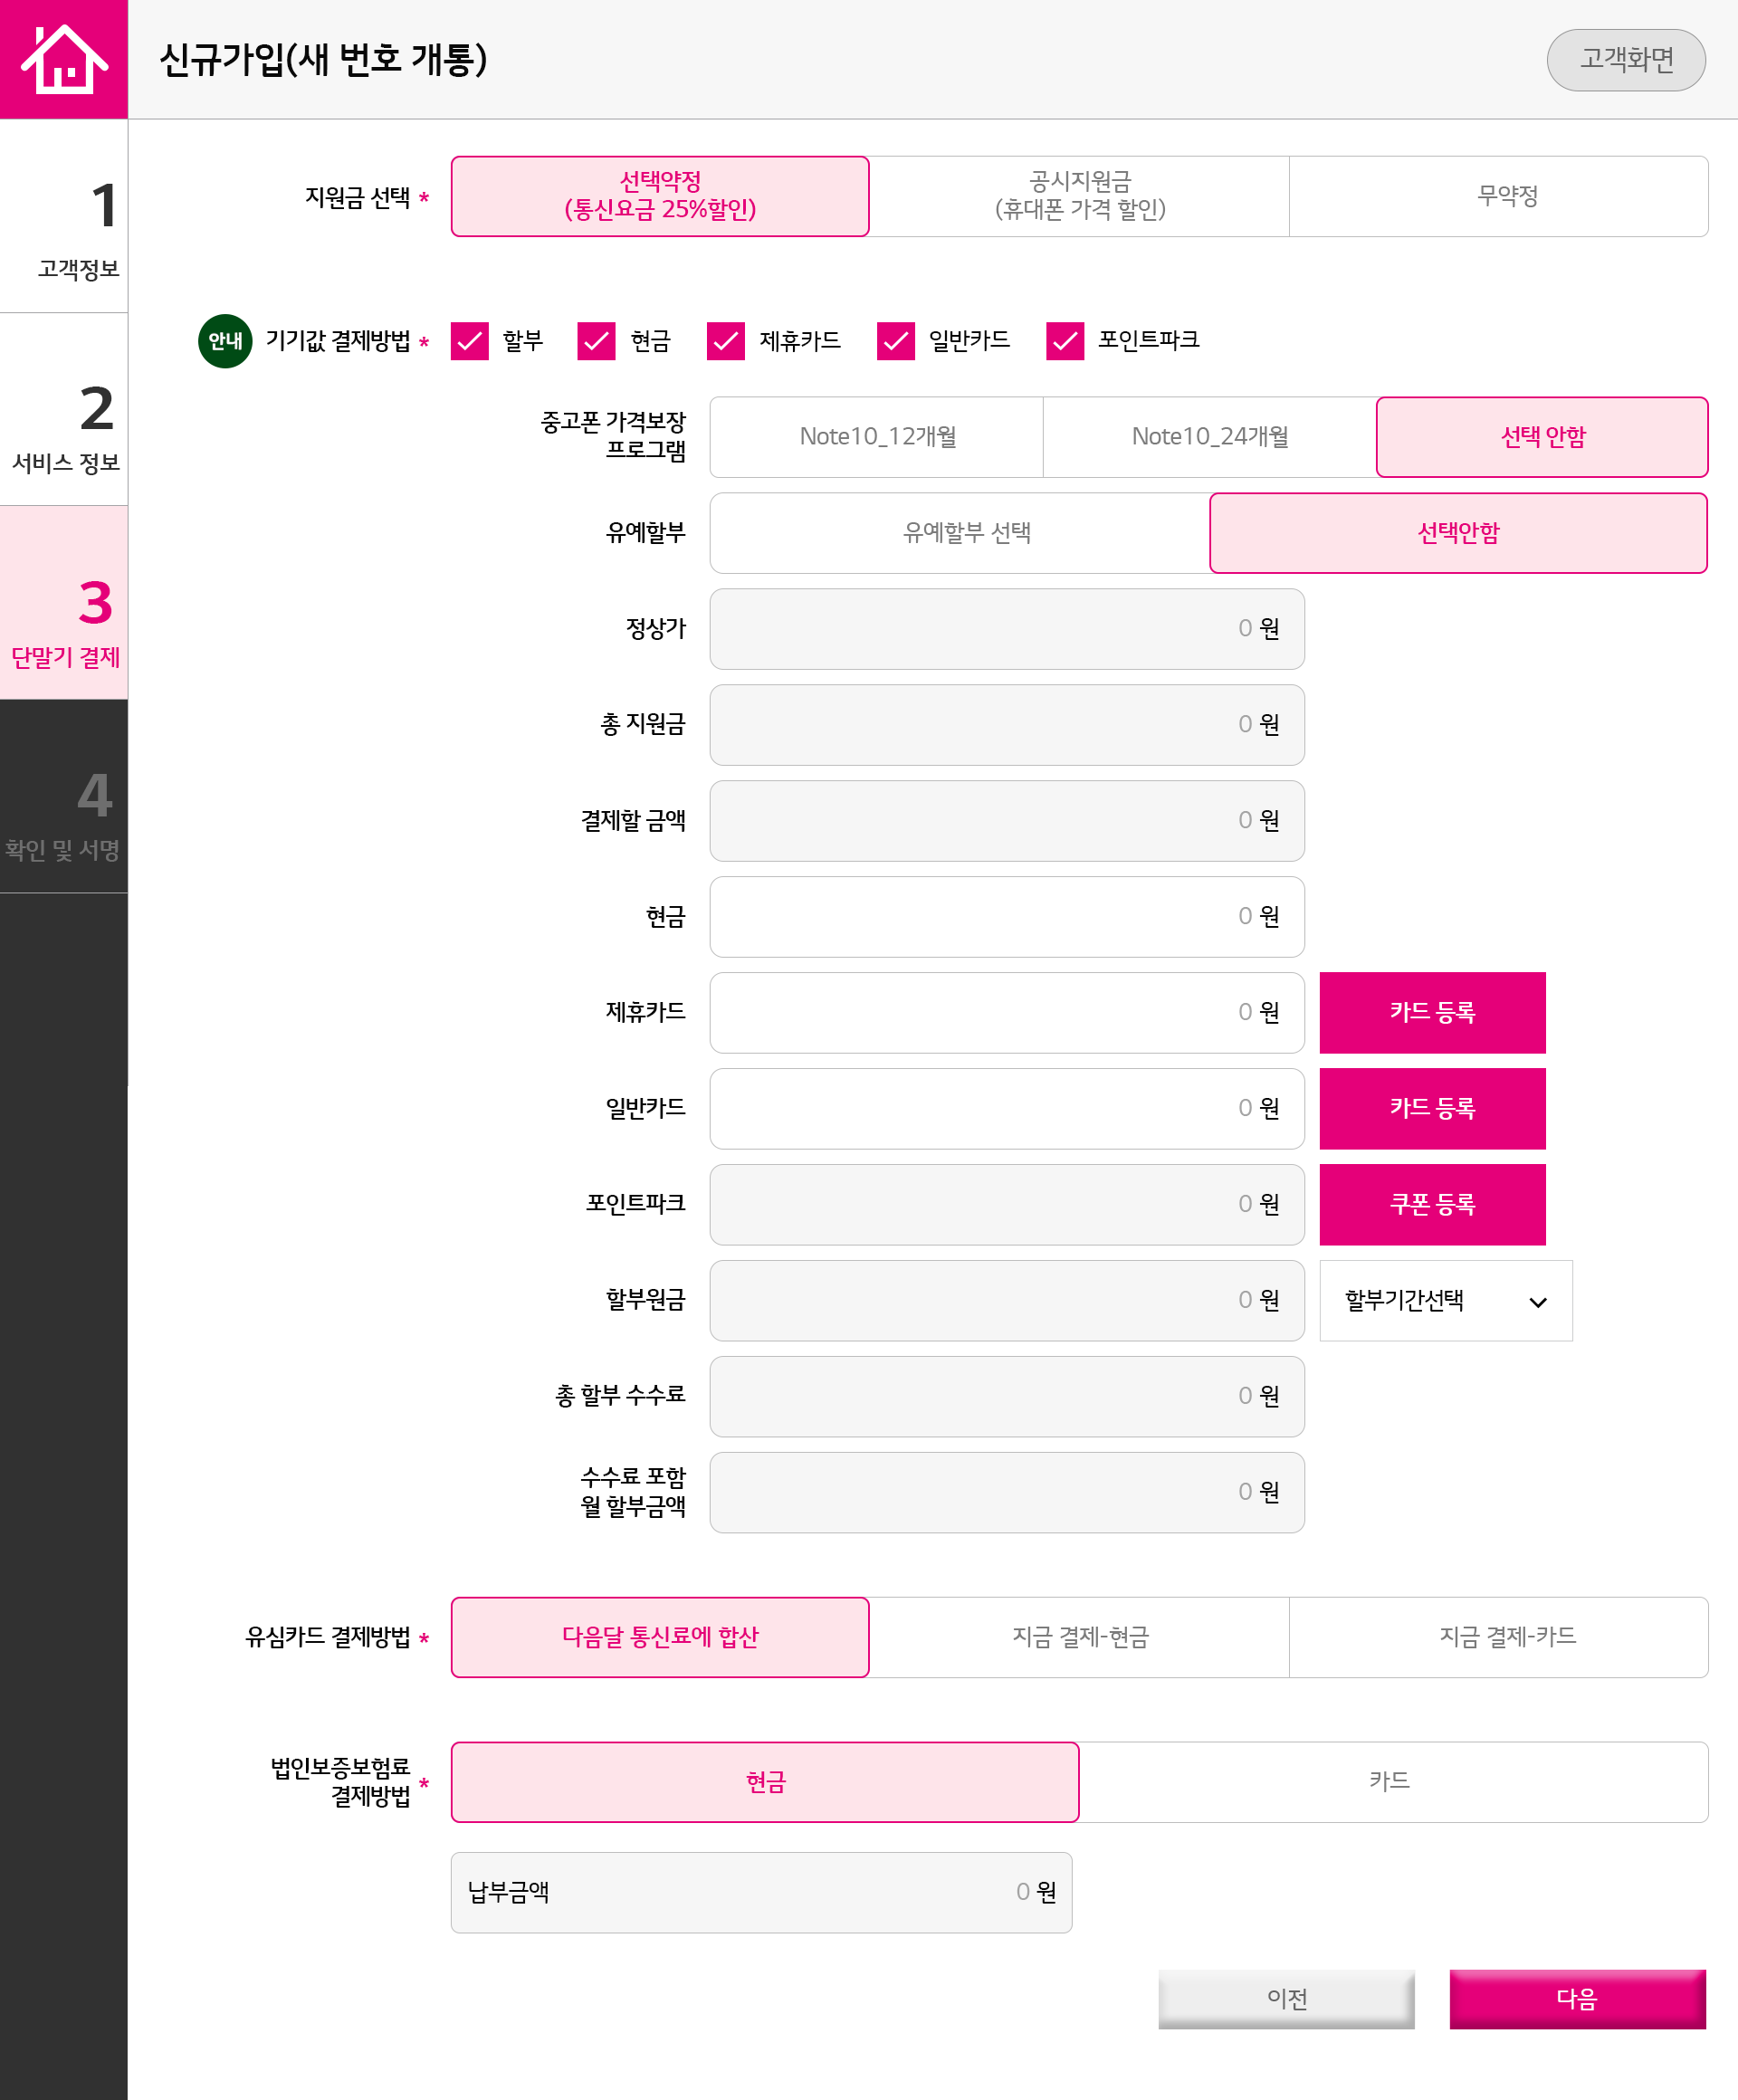 신규가입(새 번호 개통)
고객화면
1
고객정보
2
서비스 정보
3
단말기 결제
4
확인 및 서명
지원금 선택 *
선택약정
(통신요금 25%할인)
공시지원금
(휴대폰 가격 할인)
무약정
안내 기기값 결제방법 * 할부 현금 제휴카드 일반카드 포인트파크
중고폰 가격보장
프로그램
Note10_12개월 Note10_24개월 선택 안함
유예할부 유예할부 선택 선택안함
정상가 0 원
총 지원금 0 원
결제할 금액 0 원
현금 0 원
제휴카드 0 원 카드 등록
일반카드 0 원 카드 등록
포인트파크 0 원 쿠폰 등록
할부원금 0 원 할부기간선택
총 할부 수수료 0 원
수수료 포함
월 할부금액
0 원
유심카드 결제방법 * 다음달 통신료에 합산 지금 결제-현금 지금 결제-카드
법인보증보험료
결제방법 *
현금 카드
납부금액 0 원
이전 다음